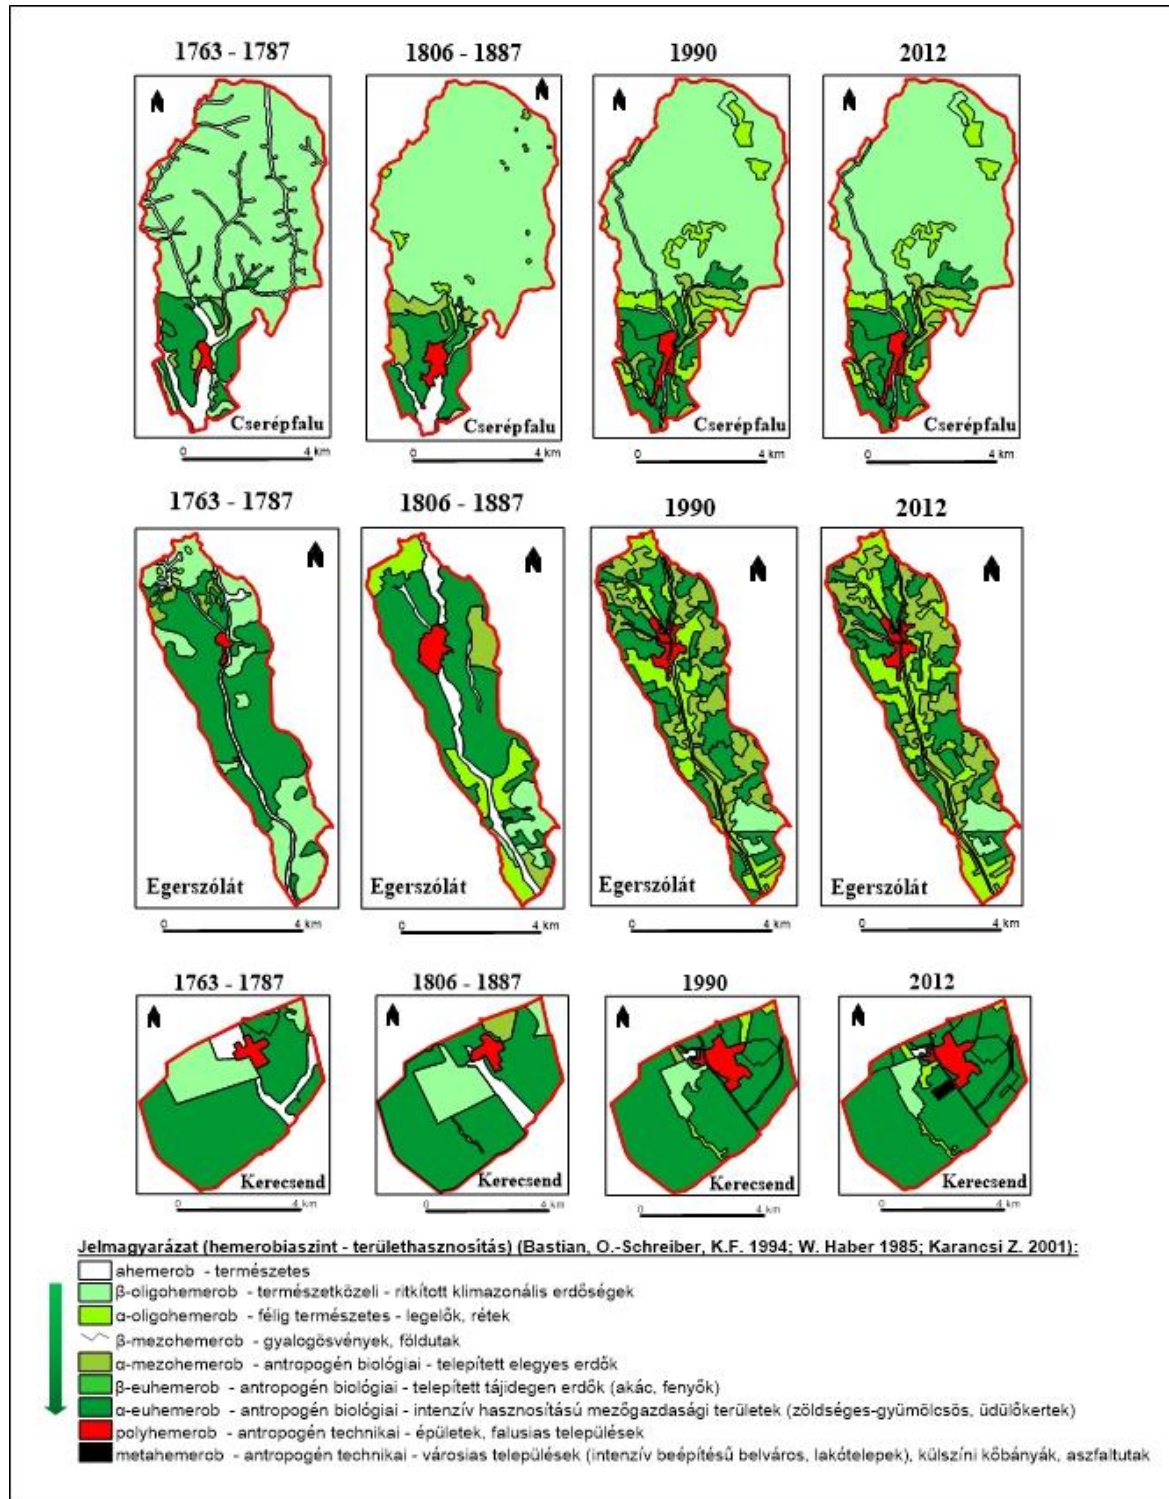 1763 - 1787
1806 - 1887
1990
2012
N
N
N
N
Cserépfalu
Cserépfalu
Cserépfalu
Cserépfalu
0 4 km
0 4 km
0 4 km
0 4 km
1763 - 1787
1806 - 1887
1990
2012
N
N
N
N
Egerszólát
Egerszólát
Egerszólát
Egerszólát
0 4 km
0 4 km
0 4 km
0 4 km
1763 - 1787
1806 - 1887
1990
2012
N
N
N
N
Kerecsend
Kerecsend
Kerecsend
Kerecsend
0 4 km
0 4 km
0 4 km
0 4 km
Jelmagyarázat (hemerobiaszint - területhasznosítás) (Bastian, O.-Schreiber, K.F. 1994; W. Haber 1985; Karancsi Z. 2001):
ahemerob - természetes
β-oligohemerob - természetközeli - ritkított klimazonális erdőségek
α-oligohemerob - félig természetes - legelők, rétek
β-mezohemerob - gyalogösvények, földutak
α-mezohemerob - antropogén biológiai - telepített elegyes erdők
β-euhemerob - antropogén biológiai - telepített tájidegen erdők (akác, fenyők)
α-euhemerob - antropogén biológiai - intenzív hasznosítású mezőgazdasági területek (zöldséges-gyümölcsös, üdülőkertek)
polyhemerob - antropogén technikai - épületek, falusias települések
metahemerob - antropogén technikai - városias települések (intenzív beépítésű belváros, lakótelepek), külszíni kőbányák, aszfaltutak